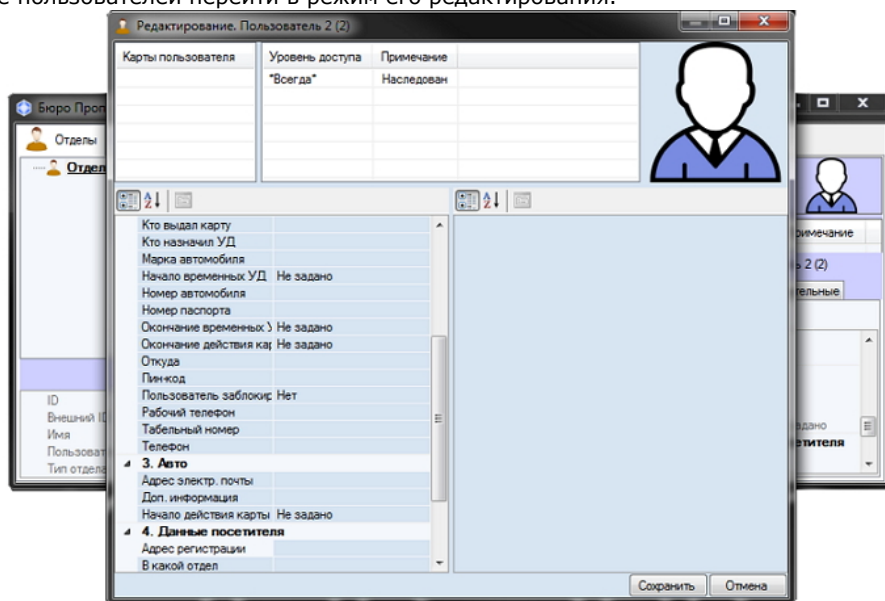 е пользователей перейти в режим его редактирования.
Редактирование. Пользователь 2 (2)
Карты пользователя Уровень доступа Примечание
"Всегда" Наследован
Бюро Проп
Отделы
Отдел
римечание
ь 2 (2)
тельные
Кто выдал карту
Кто назначил УД
Марка автомобиля
Начало временных УД Не задано
Номер автомобиля
Номер паспорта
Окончание временных У Не задано
Окончание действия кар Не задано
Откуда
Пин-код
Пользователь заблокир Нет
Рабочий телефон
Табельный номер
Телефон
3. Авто
Адрес электр. почты
Доп. информация
Начало действия карты Не задано
4. Данные посетителя
Адрес регистрации
В какой отдел
ID
Внешний ID
Имя
Пользоват
Тип отдела
адано
етителя
Сохранить Отмена